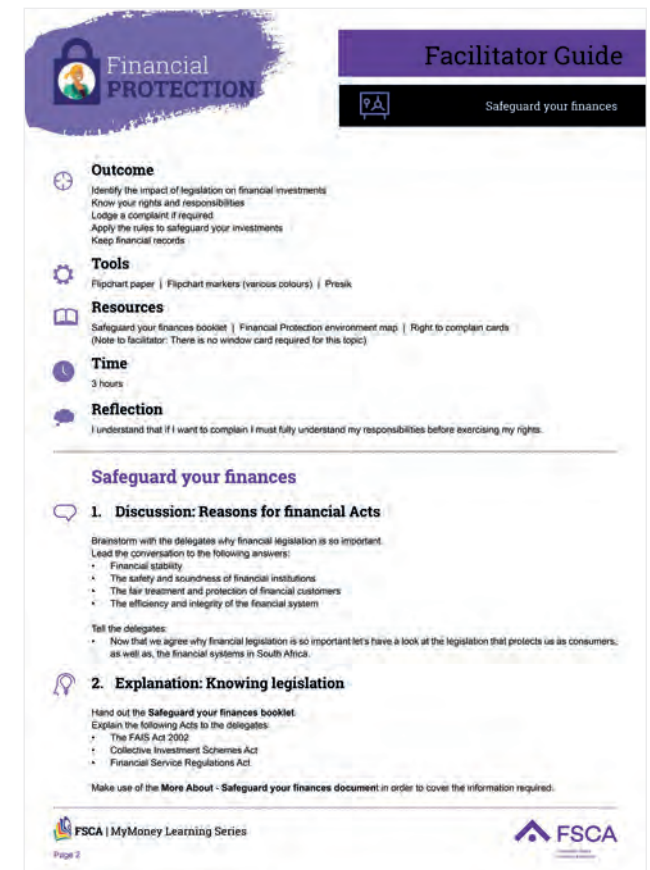 Financial
PROTECTION
Facilitator Guide
Safeguard your finances
Outcome
Identify the impact of legislation on financial investments
Know your rights and responsibilities
Lodge a complaint if required
Apply the rules to safeguard your investments
Keep financial records
Tools
Flipchart paper | Flipchart markers (various colours) | Presik
Resources
Safeguard your finances booklet | Financial Protection environment map | Right to complain cards
(Note to facilitator: There is no window card required for this topic)
Time
3 hours
Reflection
I understand that if I want to complain I must fully understand my responsibilities before exercising my rights.
Safeguard your finances
1. Discussion: Reasons for financial Acts
Brainstorm with the delegates why financial legislation is so important.
Lead the conversation to the following answers:
• Financial stability
• The safety and soundness of financial institutions
• The fair treatment and protection of financial customers
• The efficiency and integrity of the financial system
Tell the delegates:
• Now that we agree why financial legislation is so important let's have a look at the legislation that protects us as consumers,
as well as, the financial systems in South Africa.
2. Explanation: Knowing legislation
Hand out the Safeguard your finances booklet.
Explain the following Acts to the delegates:
• The FAIS Act 2002
• Collective Investment Schemes Act
• Financial Service Regulations Act
Make use of the More About - Safeguard your finances document in order to cover the information required.
FSCA | MyMoney Learning Series
Page 2
FSCA